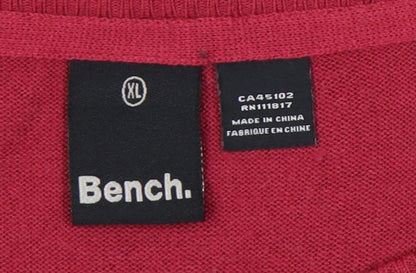 XL
Bench.
CA45102
RN111817
MADE IN CHINA
FABRIQUE EN CHINE